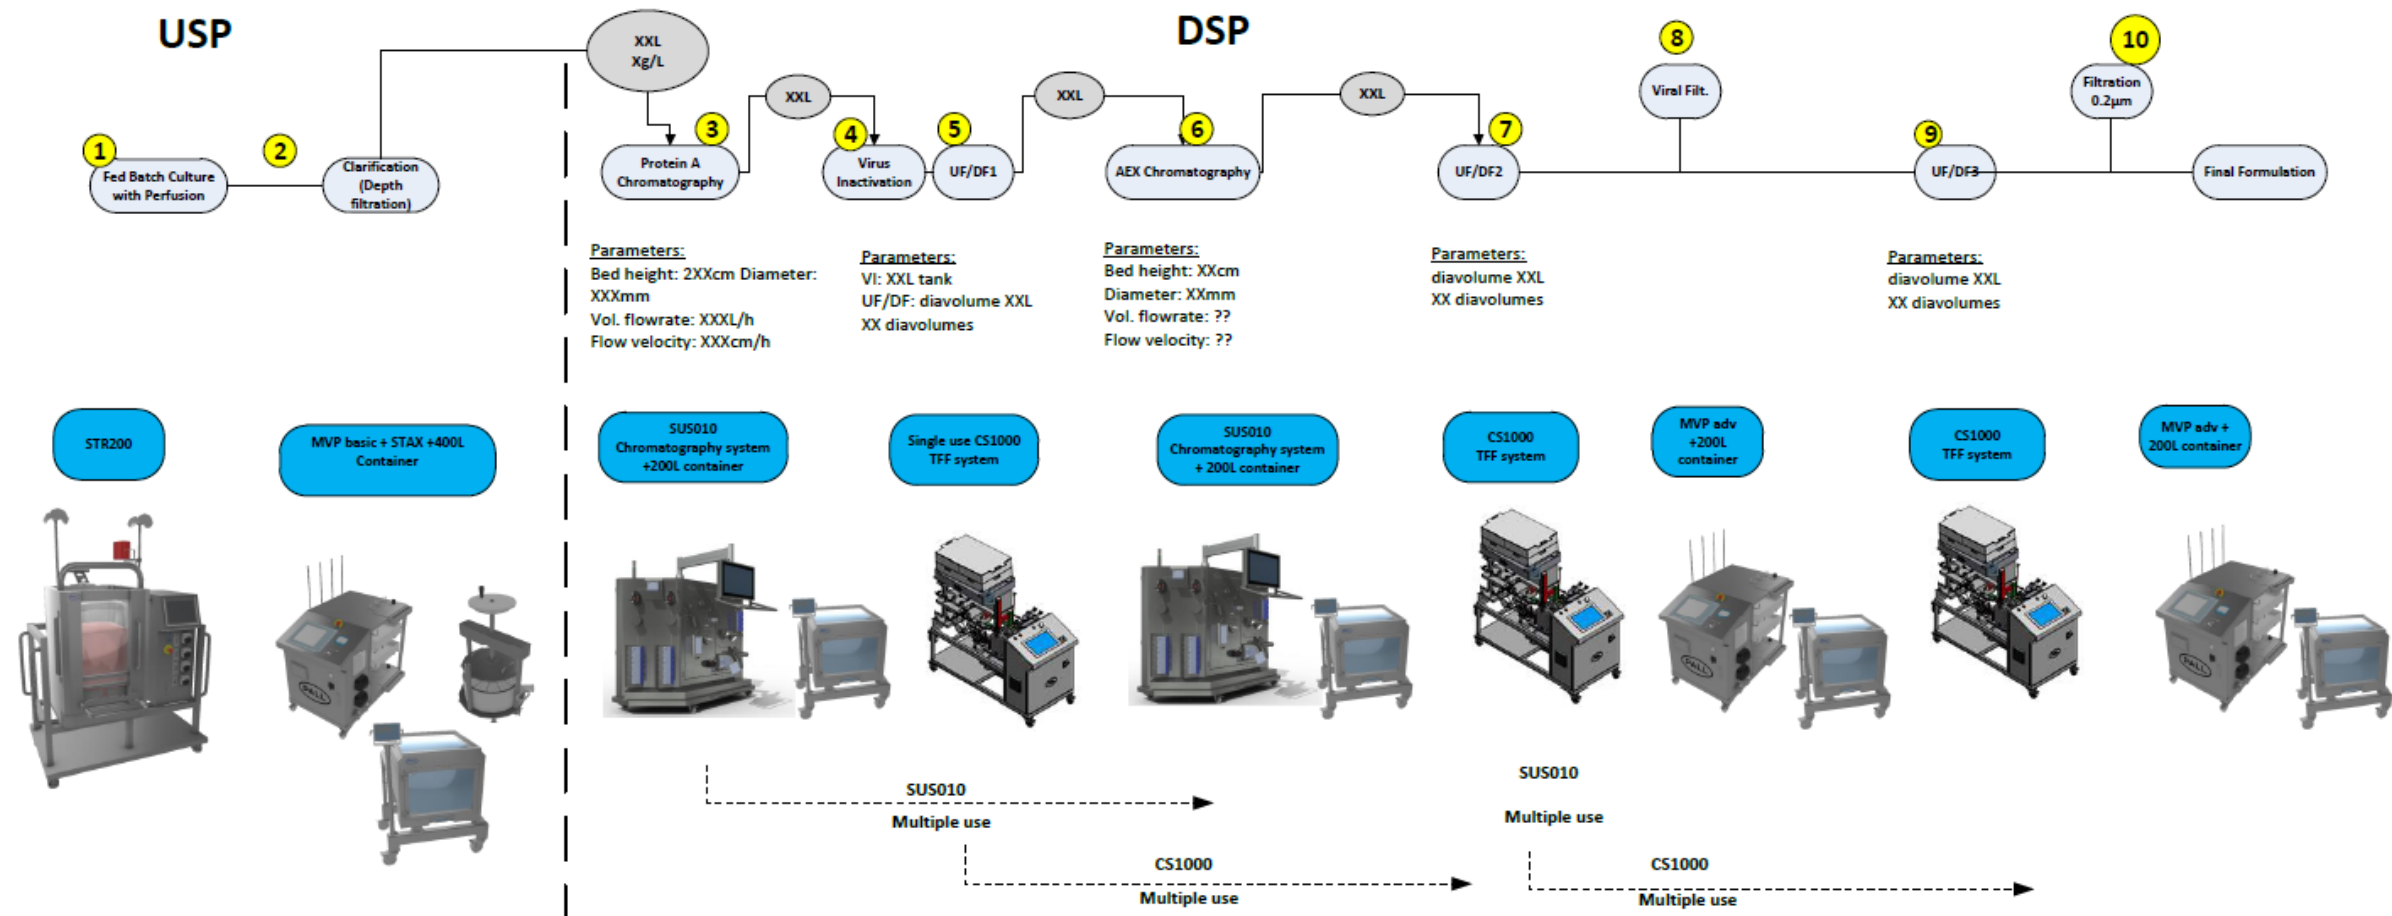 USP
DSP
XXL
Xg/L
1
Fed Batch Culture
with Perfusion
2
Clarification
(Depth
filtration)
3
Protein A
Chromatography
XXL
4
Virus
Inactivation
5
UF/DF1
XXL
6
AEX Chromatography
XXL
7
UF/DF2
8
Viral Filt.
9
UF/DF3
10
Filtration
0.2µm
Final Formulation
Parameters:
Bed height: 2XXcm Diameter:
XXXmm
Vol. flowrate: XXXL/h
Flow velocity: XXXcm/h
Parameters:
VI: XXL tank
UF/DF: diavolume XXL
XX diavolumes
Parameters:
Bed height: XXcm
Diameter: XXmm
Vol. flowrate: ??
Flow velocity: ??
Parameters:
diavolume XXL
XX diavolumes
Parameters:
diavolume XXL
XX diavolumes
STR200
MVP basic + STAX +400L
Container
SUS010
Chromatography system
+200L container
Single use CS1000
TFF system
SUS010
Chromatography system
+ 200L container
CS1000
TFF system
MVP adv
+200L
container
CS1000
TFF system
MVP adv +
200L container
PALL
PALL
PALL
SUS010
Multiple use
CS1000
Multiple use
SUS010
Multiple use
CS1000
Multiple use